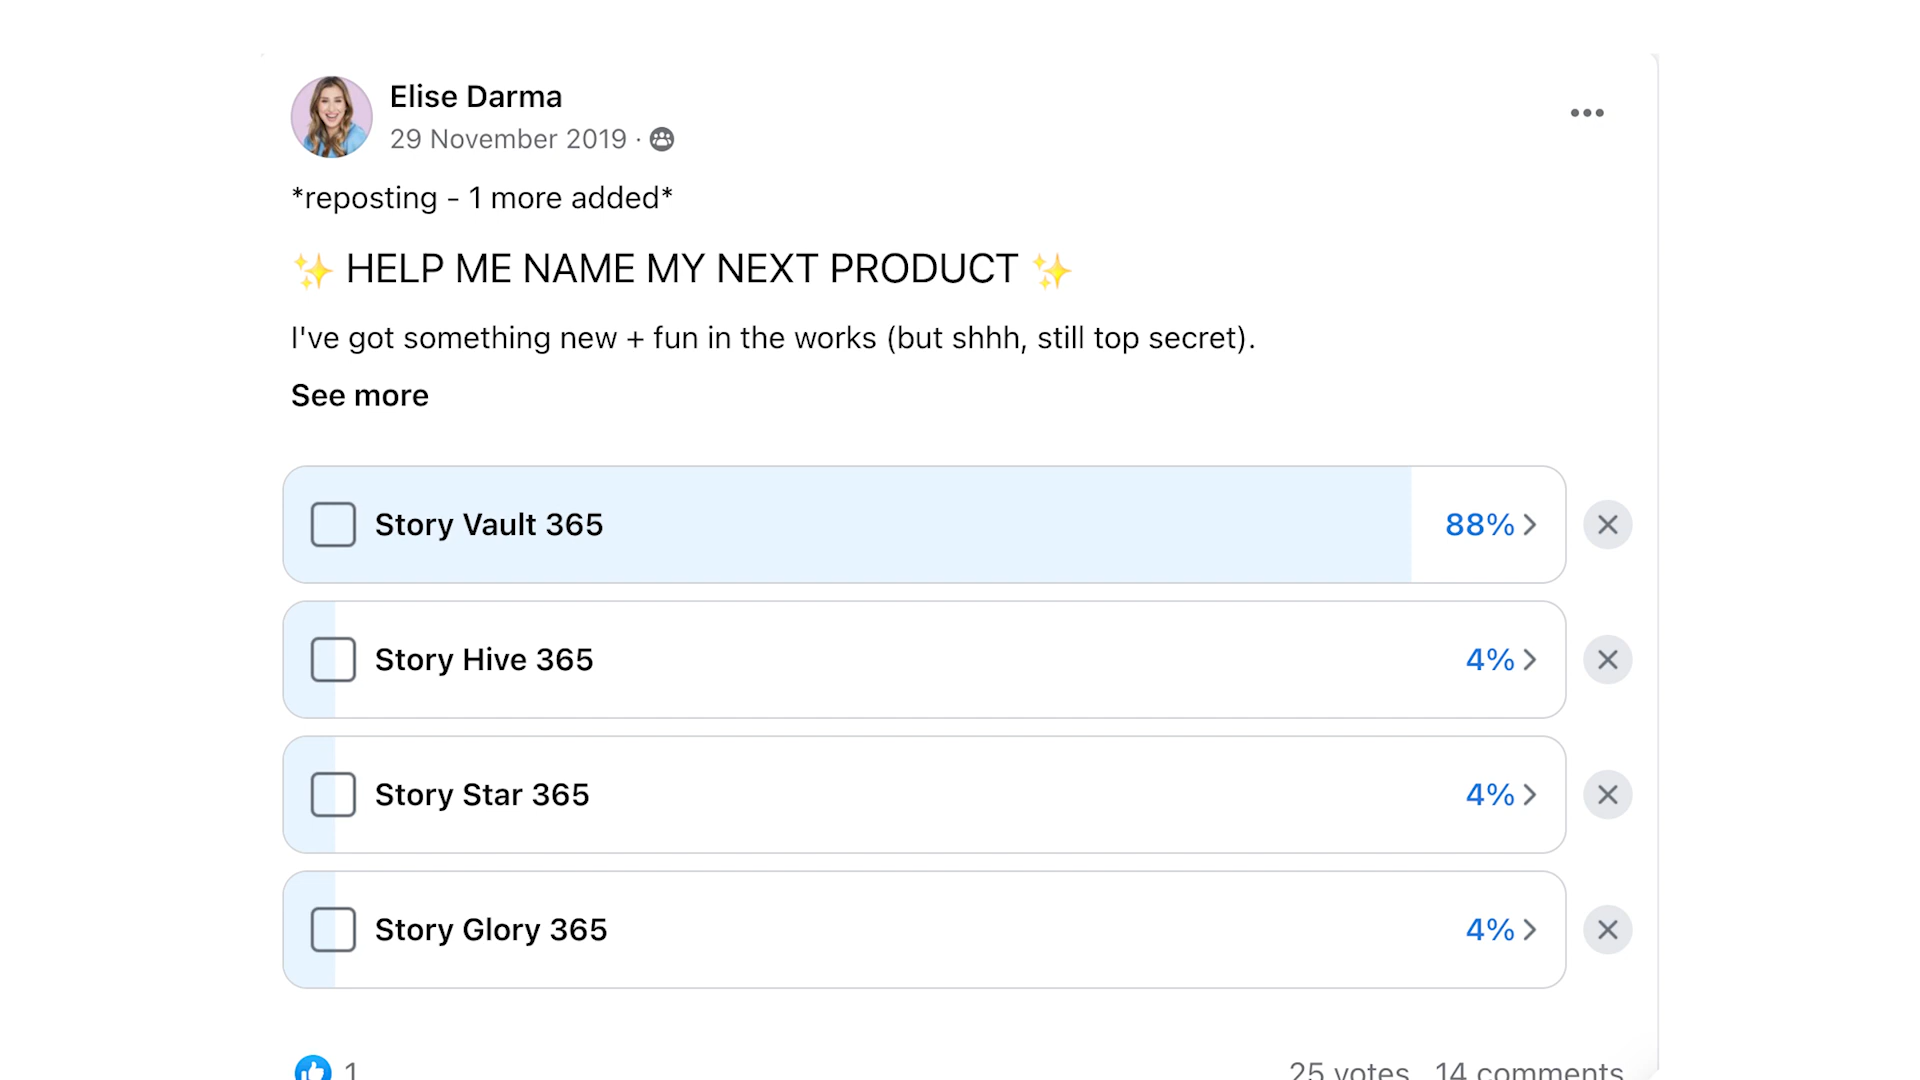 Elise Darma
29 November 2019 ·
*reposting - 1 more added*
✨ HELP ME NAME MY NEXT PRODUCT ✨
I've got something new + fun in the works (but shhh, still top secret).
See more
Story Vault 365 88%
Story Hive 365 4%
Story Star 365 4%
Story Glory 365 4%
1 25 votes 14 comments